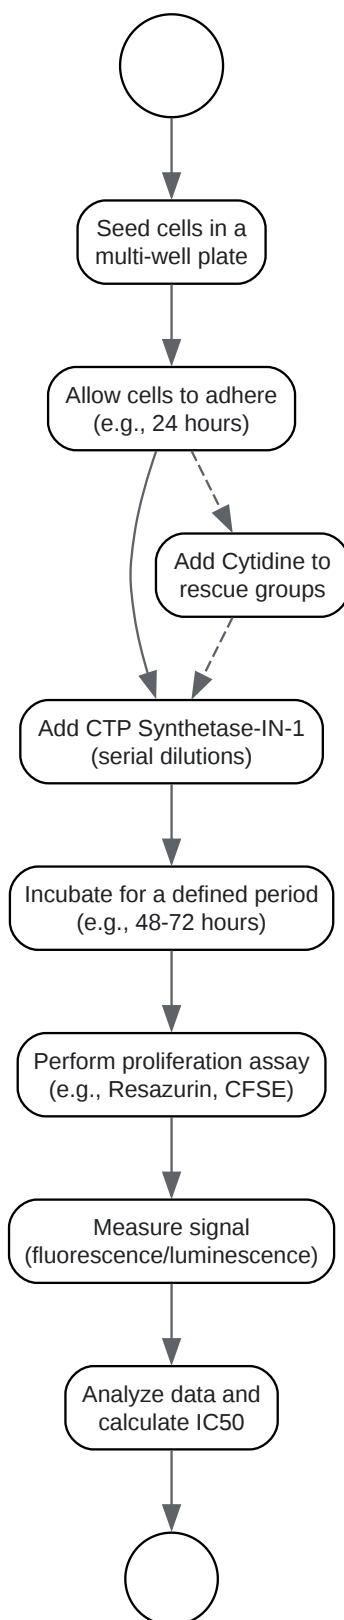 Seed cells in a
multi-well plate
Allow cells to adhere
(e.g., 24 hours)
Add Cytidine to
rescue groups
Add CTP Synthetase-IN-1
(serial dilutions)
Incubate for a defined period
(e.g., 48-72 hours)
Perform proliferation assay
(e.g., Resazurin, CFSE)
Measure signal
(fluorescence/luminescence)
Analyze data and
calculate IC50